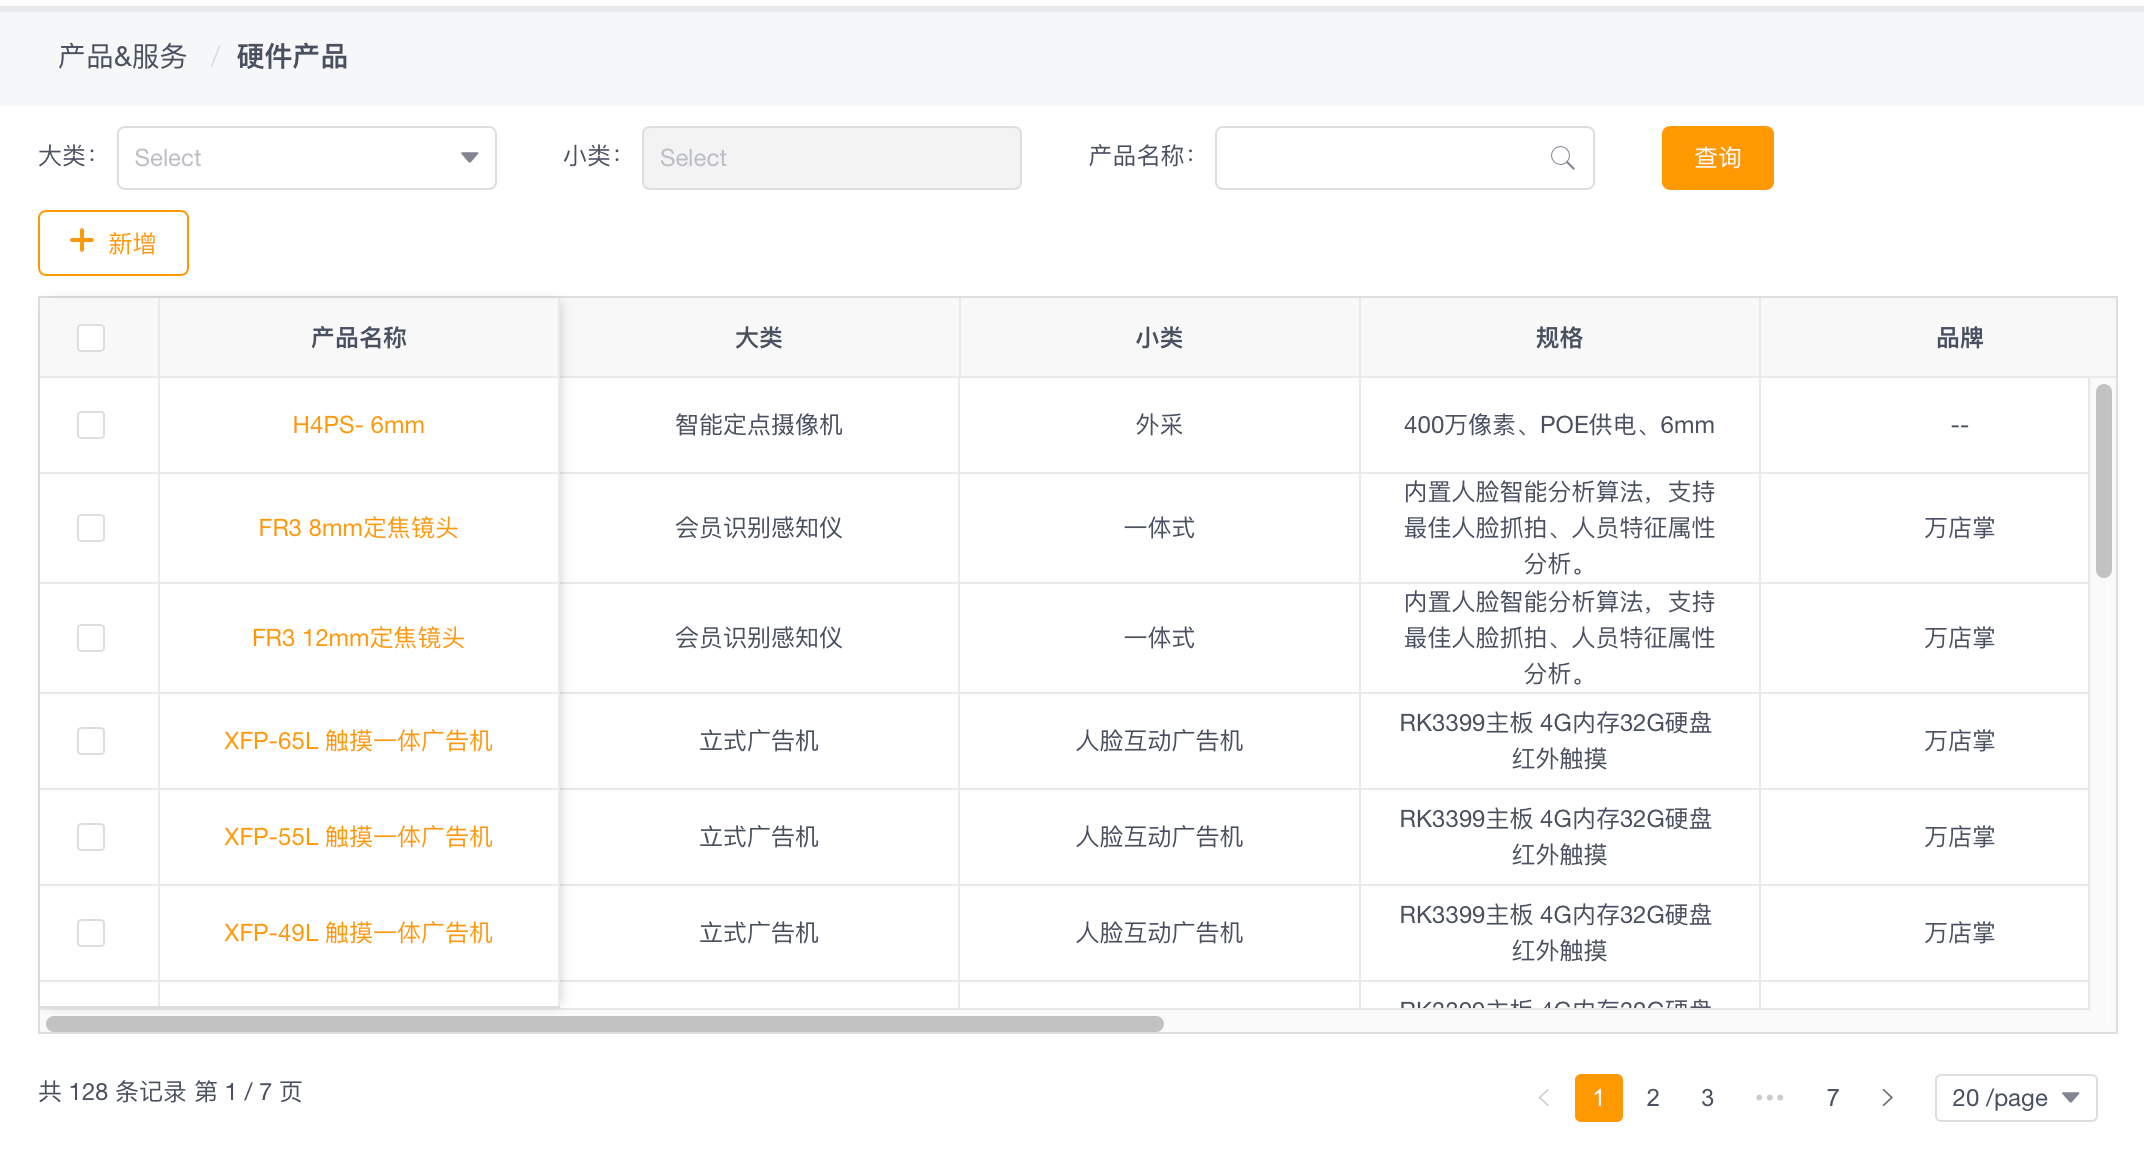 产品&服务 / 硬件产品
大类： Select 小类： Select 产品名称： 查询
+ 新增
产品名称 大类 小类 规格 品牌
H4PS- 6mm 智能定点摄像机 外采 400万像素、POE供电、6mm --
内置人脸智能分析算法，支持
FR3 8mm定焦镜头 会员识别感知仪 一体式 最佳人脸抓拍、人员特征属性 万店掌
分析。
内置人脸智能分析算法，支持
FR3 12mm定焦镜头 会员识别感知仪 一体式 最佳人脸抓拍、人员特征属性 万店掌
分析。
XFP-65L 触摸一体广告机 立式广告机 人脸互动广告机 RK3399主板 4G内存32G硬盘 万店掌
红外触摸
XFP-55L 触摸一体广告机 立式广告机 人脸互动广告机 RK3399主板 4G内存32G硬盘 万店掌
红外触摸
XFP-49L 触摸一体广告机 立式广告机 人脸互动广告机 RK3399主板 4G内存32G硬盘 万店掌
红外触摸
共 128 条记录 第 1 / 7 页 < 1 2 3 ••• 7 > 20 /page